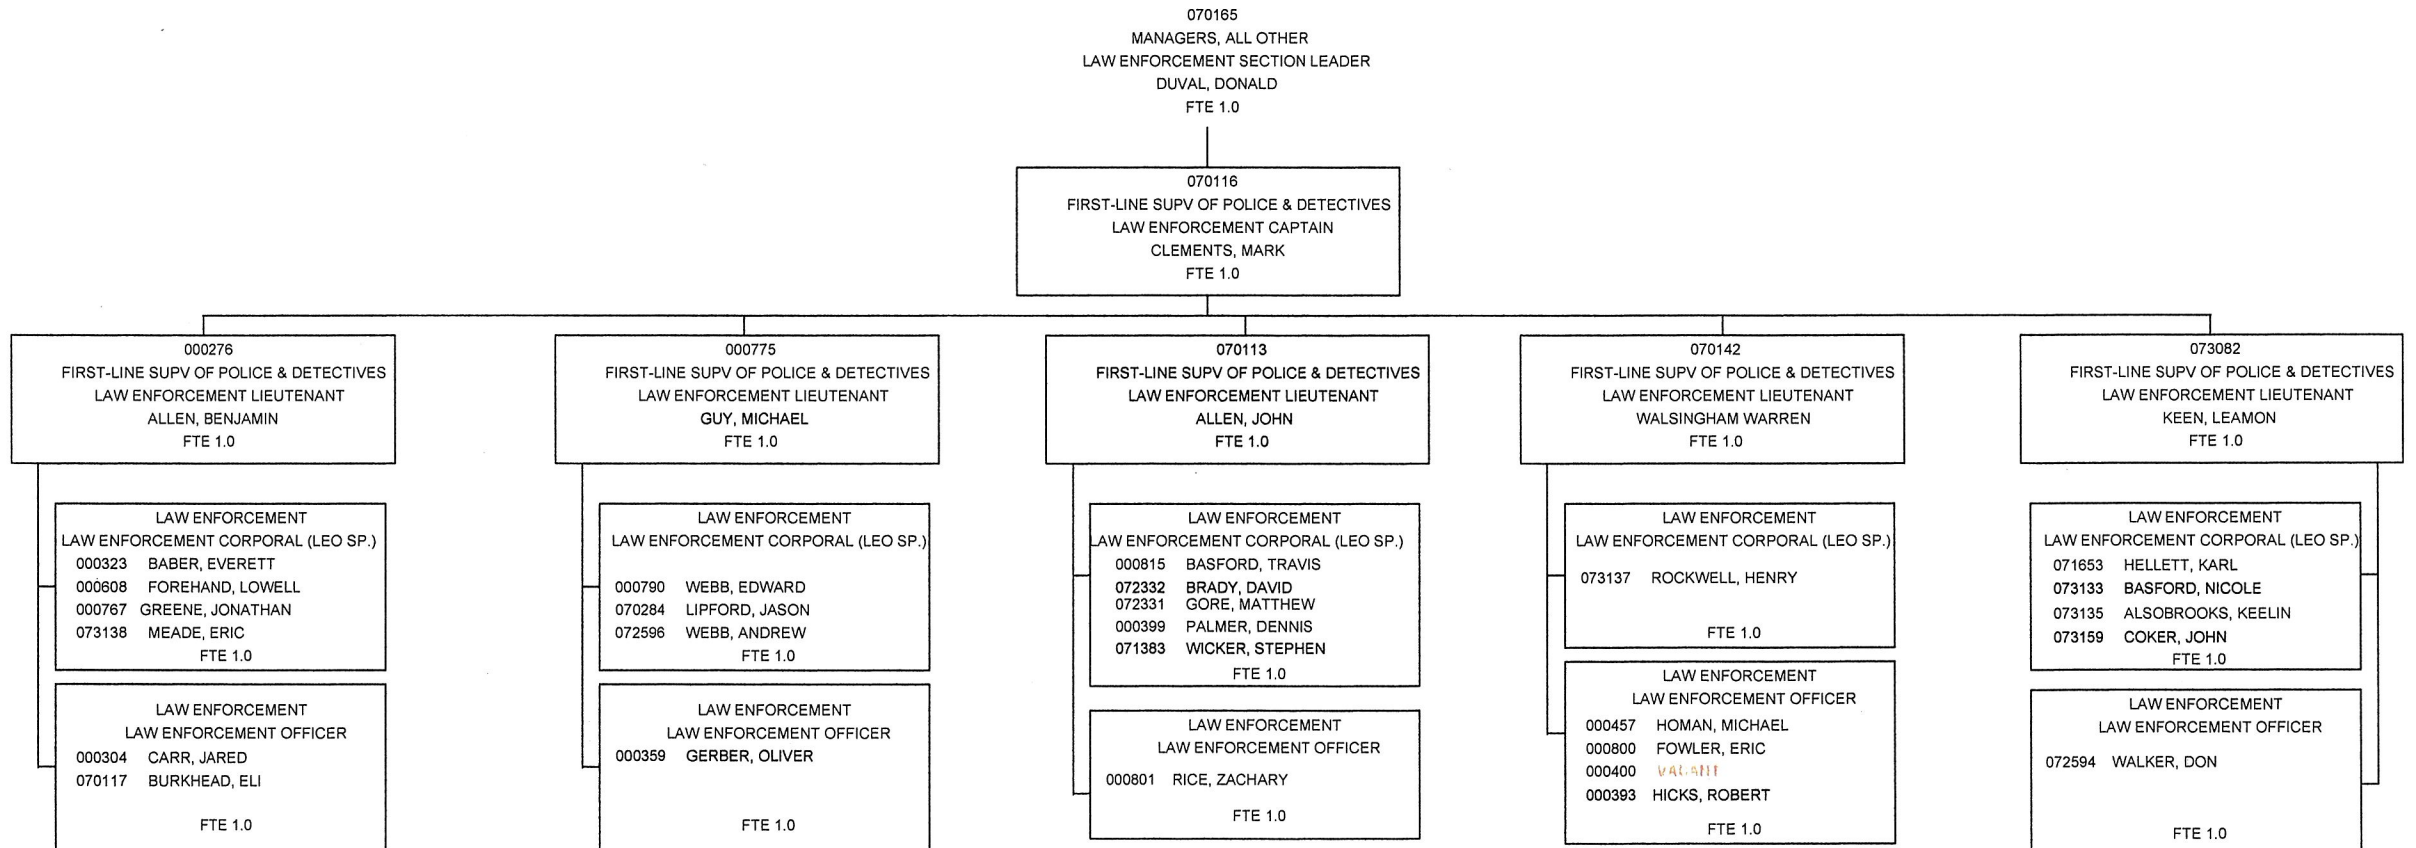 070165
MANAGERS, ALL OTHER
LAW ENFORCEMENT SECTION LEADER
DUVAL, DONALD
FTE 1.0
070116
FIRST-LINE SUPV OF POLICE & DETECTIVES
LAW ENFORCEMENT CAPTAIN
CLEMENTS, MARK
FTE 1.0
000276
FIRST-LINE SUPV OF POLICE & DETECTIVES
LAW ENFORCEMENT LIEUTENANT
ALLEN, BENJAMIN
FTE 1.0
LAW ENFORCEMENT
LAW ENFORCEMENT CORPORAL (LEO SP.)
000323 BABER, EVERETT
000608 FOREHAND, LOWELL
000767 GREENE, JONATHAN
073138 MEADE, ERIC
FTE 1.0
LAW ENFORCEMENT
LAW ENFORCEMENT OFFICER
000304 CARR, JARED
070117 BURKHEAD, ELI
FTE 1.0
000775
FIRST-LINE SUPV OF POLICE & DETECTIVES
LAW ENFORCEMENT LIEUTENANT
GUY, MICHAEL
FTE 1.0
LAW ENFORCEMENT
LAW ENFORCEMENT CORPORAL (LEO SP.)
000790 WEBB, EDWARD
070284 LIPFORD, JASON
072596 WEBB, ANDREW
FTE 1.0
LAW ENFORCEMENT
LAW ENFORCEMENT OFFICER
000359 GERBER, OLIVER
FTE 1.0
070113
FIRST-LINE SUPV OF POLICE & DETECTIVES
LAW ENFORCEMENT LIEUTENANT
ALLEN, JOHN
FTE 1.0
LAW ENFORCEMENT
LAW ENFORCEMENT CORPORAL (LEO SP.)
000815 BASFORD, TRAVIS
072332 BRADY, DAVID
072331 GORE, MATTHEW
000399 PALMER, DENNIS
071383 WICKER, STEPHEN
FTE 1.0
LAW ENFORCEMENT
LAW ENFORCEMENT OFFICER
000801 RICE, ZACHARY
FTE 1.0
070142
FIRST-LINE SUPV OF POLICE & DETECTIVES
LAW ENFORCEMENT LIEUTENANT
WALSINGHAM WARREN
FTE 1.0
LAW ENFORCEMENT
LAW ENFORCEMENT CORPORAL (LEO SP.)
073137 ROCKWELL, HENRY
FTE 1.0
LAW ENFORCEMENT
LAW ENFORCEMENT OFFICER
000457 HOMAN, MICHAEL
000800 FOWLER, ERIC
000400 VACANT
000393 HICKS, ROBERT
FTE 1.0
073082
FIRST-LINE SUPV OF POLICE & DETECTIVES
LAW ENFORCEMENT LIEUTENANT
KEEN, LEAMON
FTE 1.0
LAW ENFORCEMENT
LAW ENFORCEMENT CORPORAL (LEO SP.)
071653 HELLETT, KARL
073133 BASFORD, NICOLE
073135 ALSOBROOKS, KEELIN
073159 COKER, JOHN
FTE 1.0
LAW ENFORCEMENT
LAW ENFORCEMENT OFFICER
072594 WALKER, DON
FTE 1.0